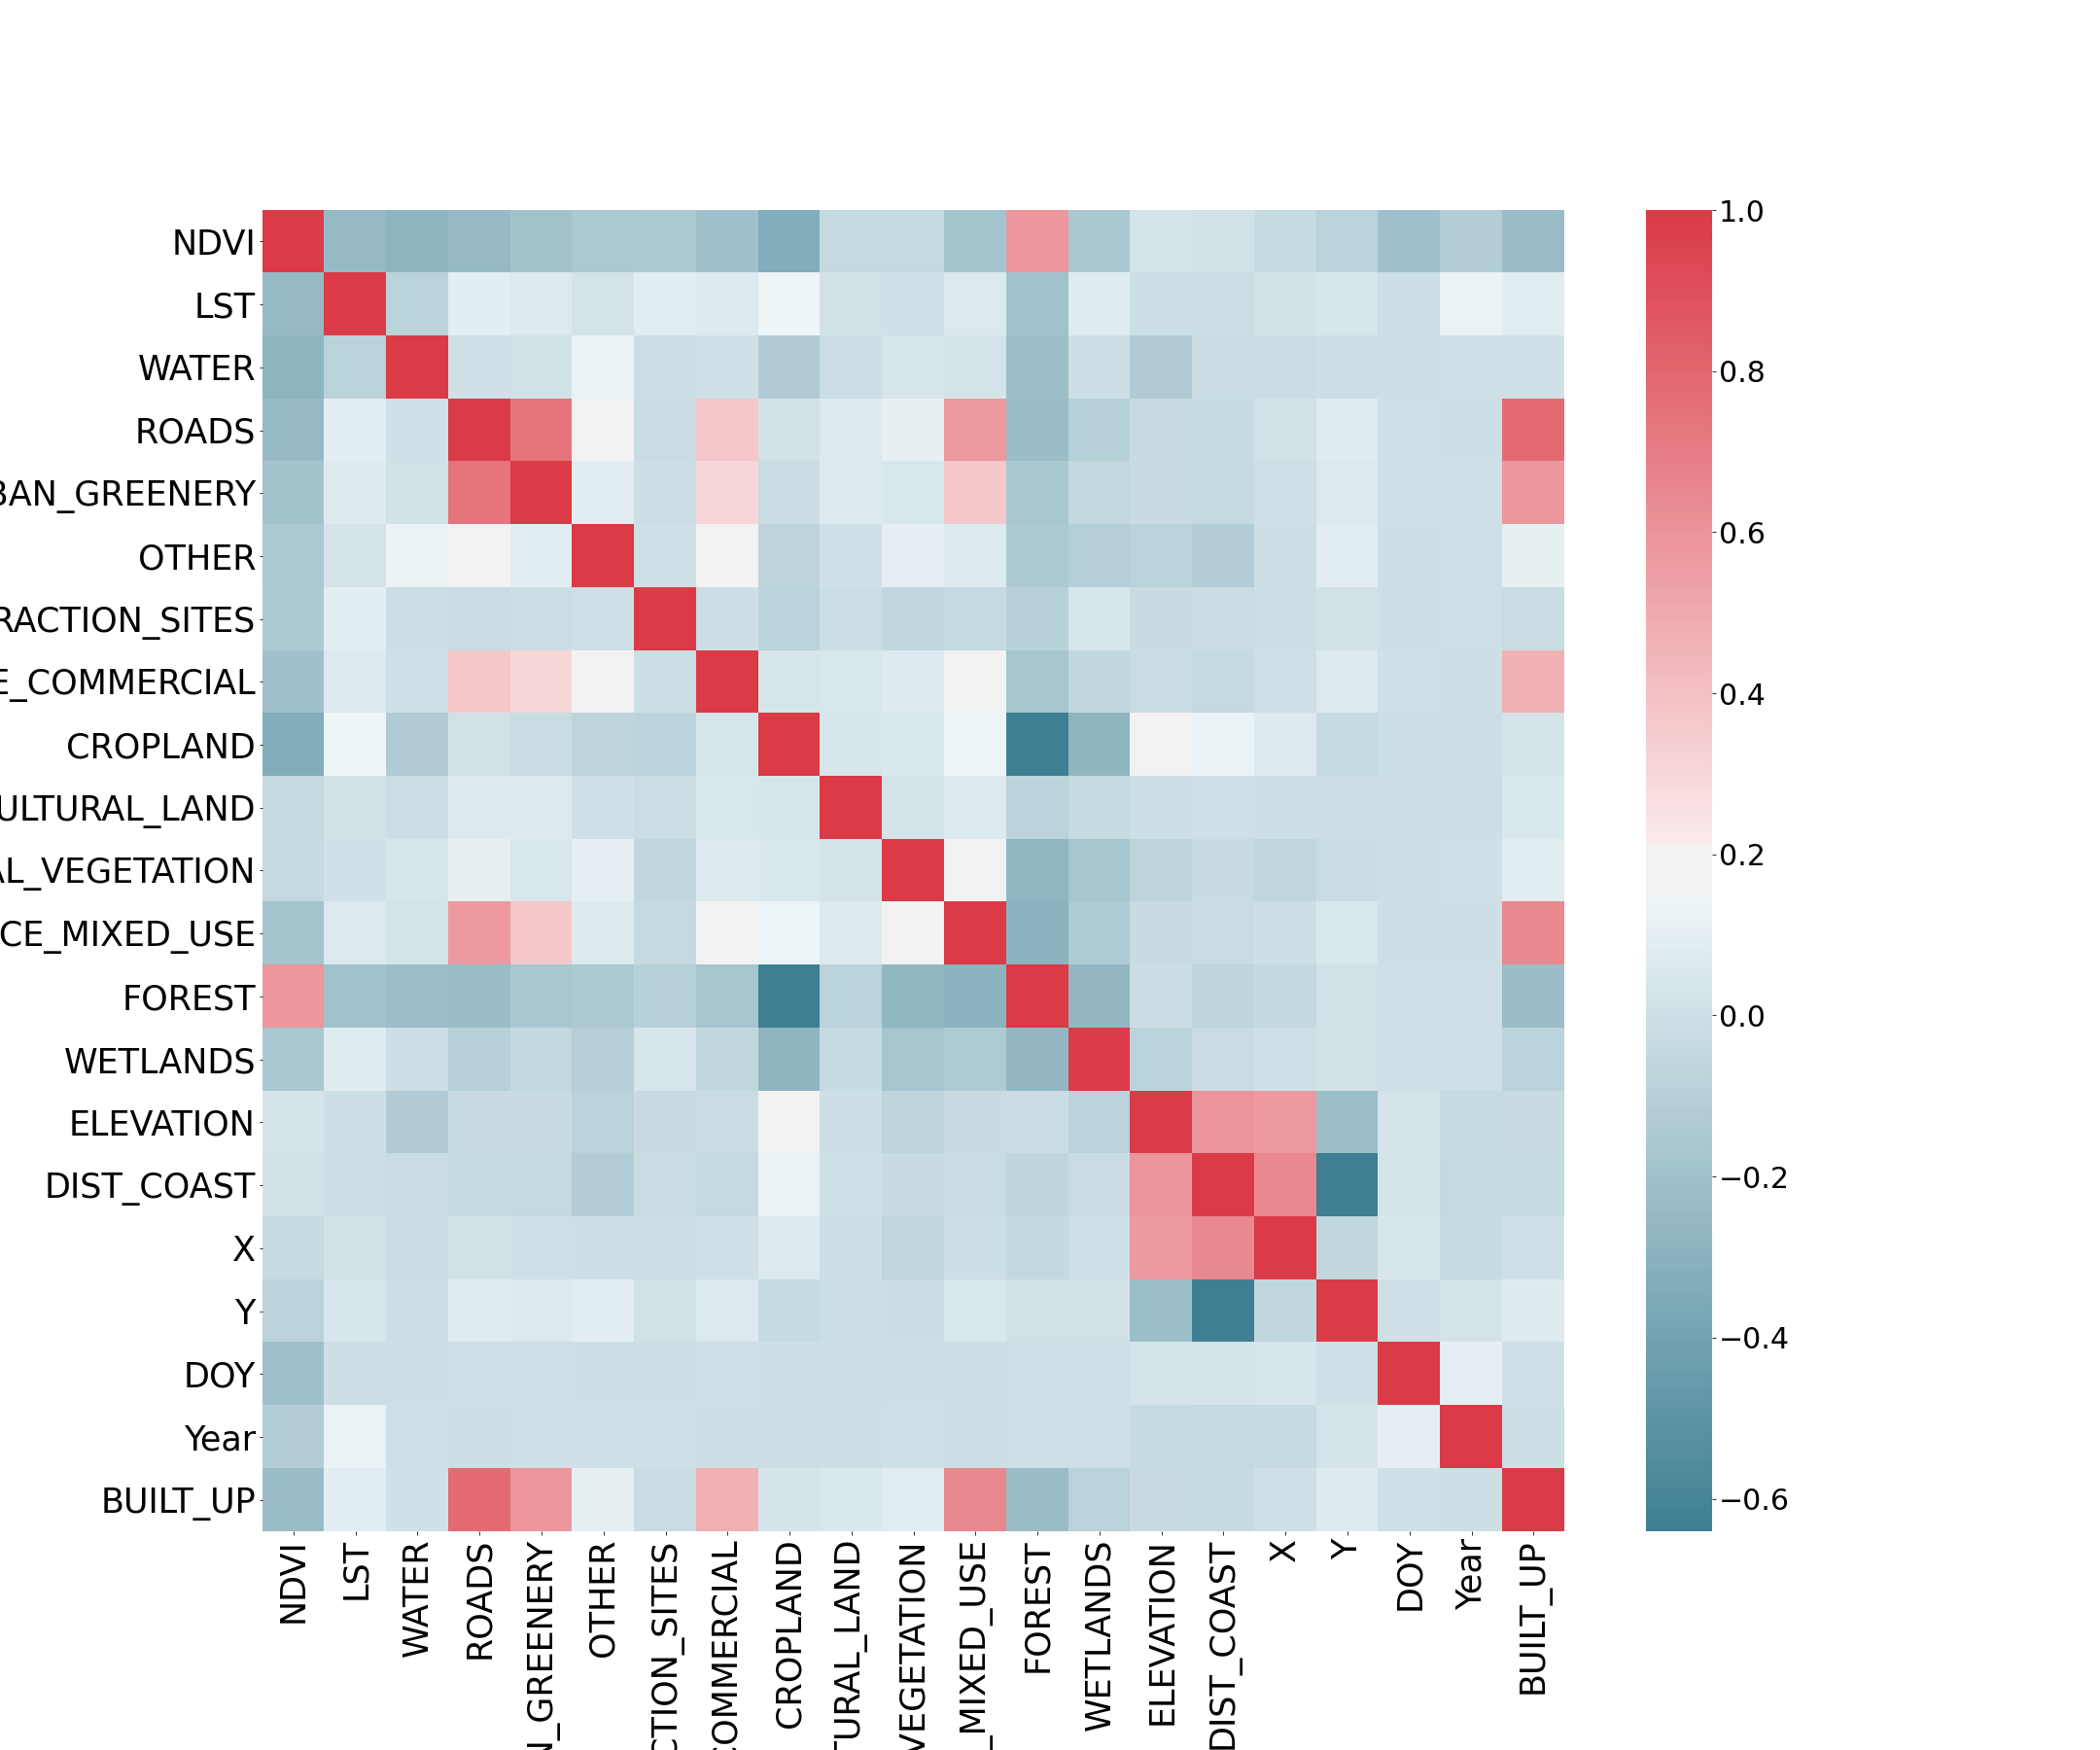 NDVI
LST
WATER
ROADS
BAN_GREENERY
OTHER
RACTION_SITES
E_COMMERCIAL
CROPLAND
ULTURAL_LAND
AL_VEGETATION
CE_MIXED_USE
FOREST
WETLANDS
ELEVATION
DIST_COAST
X
Y
DOY
Year
BUILT_UP
NDVI
LST
WATER
ROADS
N_GREENERY
OTHER
CTION_SITES
COMMERCIAL
CROPLAND
TURAL_LAND
VEGETATION
_MIXED_USE
FOREST
WETLANDS
ELEVATION
DIST_COAST
X
Y
DOY
Year
BUILT_UP
1.0
0.8
0.6
0.4
0.2
0.0
−0.2
−0.4
−0.6